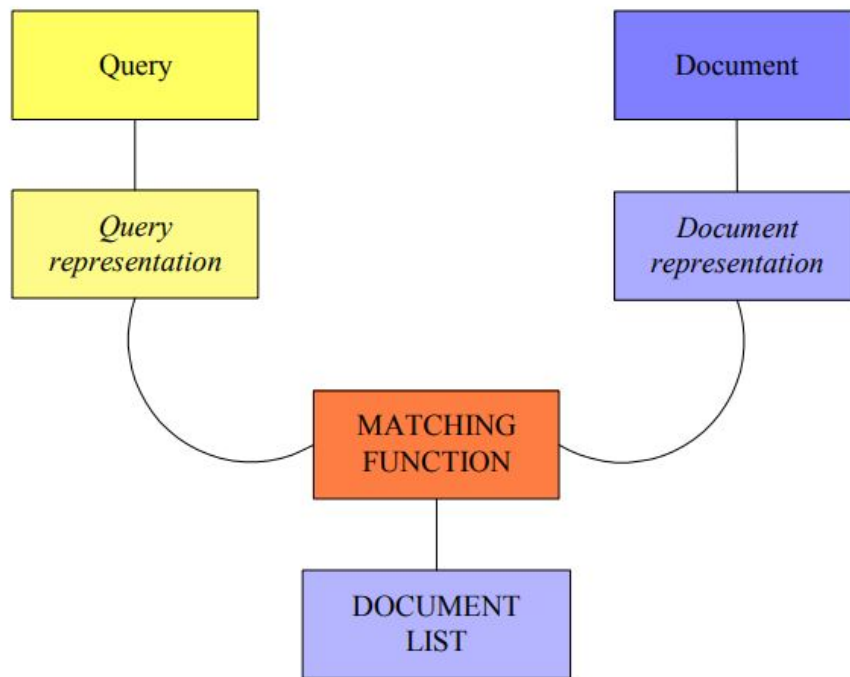 Query
Document
Query
representation
Document
representation
MATCHING
FUNCTION
DOCUMENT
LIST